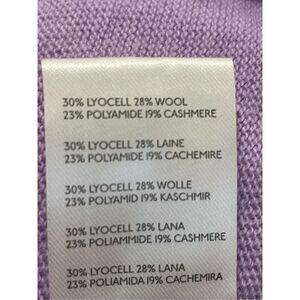 30% LYOCELL 28% WOOL
23% POLYAMIDE 19% CASHMERE
30% LYOCELL 28% LAINE
23% POLYAMIDE 19% CACHEMIRE
30% LYOCELL 28% WOLLE
23% POLYAMID 19% KASCHMIR
30% LYOCELL 28% LANA
23% POLIAMMIDE 19% CASHMERE
30% LYOCELL 28% LANA
23% POLIAMIDA 19% CACHEMIRA